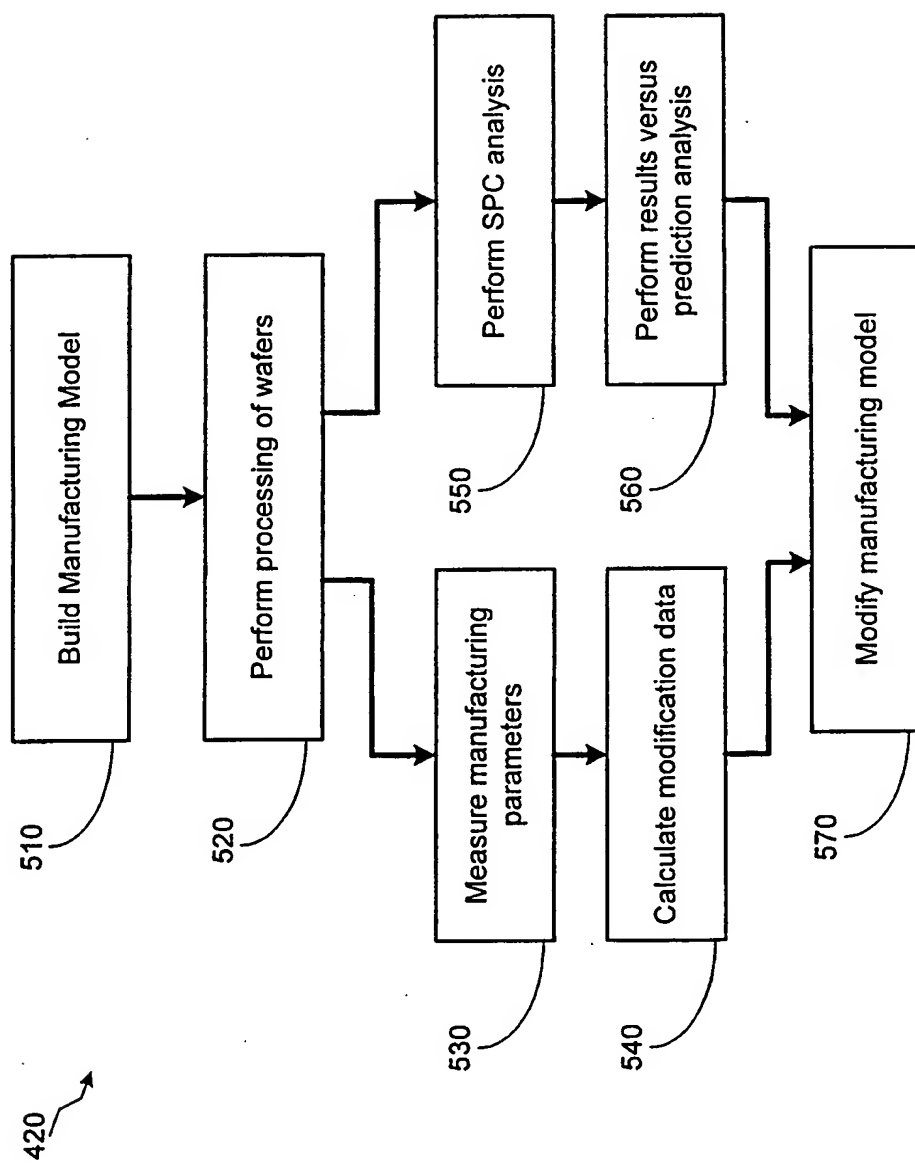 420
510
Build Manufacturing Model
520
Perform processing of wafers
530
Measure manufacturing
parameters
550
Perform SPC analysis
540
Calculate modification data
560
Perform results versus
prediction analysis
570
Modify manufacturing model